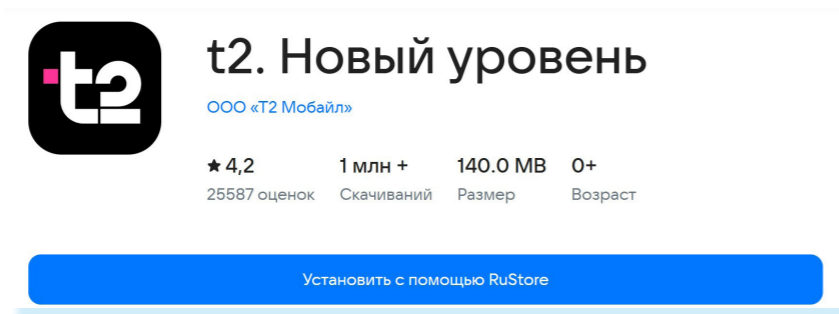 t2
t2. Новый уровень
ООО «Т2 Мобайл»
★ 4,2 1 млн + 140.0 MB 0+
25587 оценок Скачиваний Размер Возраст
Установить с помощью RuStore